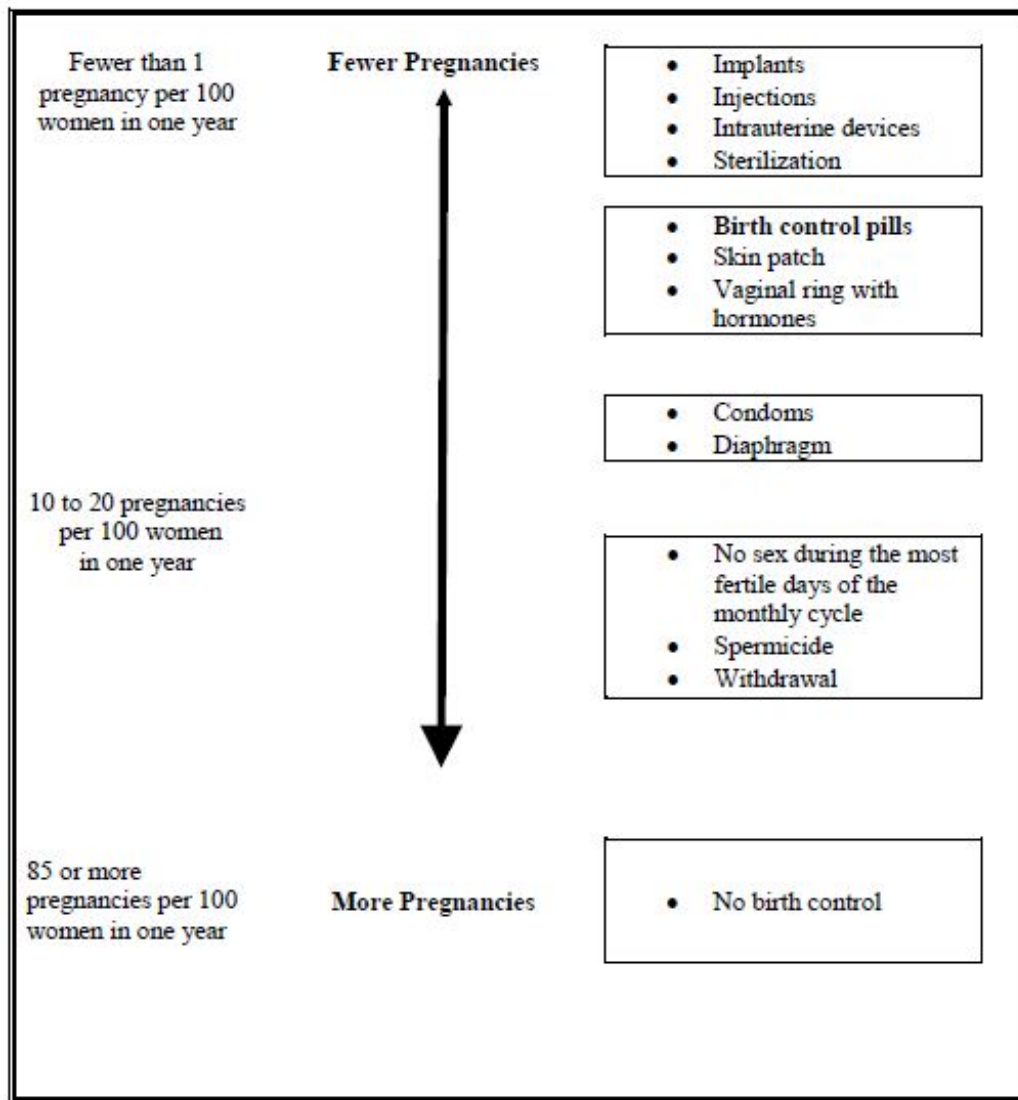 Fewer than 1
pregnancy per 100
women in one year
Fewer Pregnancies
• Implants
• Injections
• Intrauterine devices
• Sterilization
• Birth control pills
• Skin patch
• Vaginal ring with
hormones
• Condoms
• Diaphragm
10 to 20 pregnancies
per 100 women
in one year
• No sex during the most
fertile days of the
monthly cycle
• Spermicide
• Withdrawal
85 or more
pregnancies per 100
women in one year
More Pregnancies
• No birth control